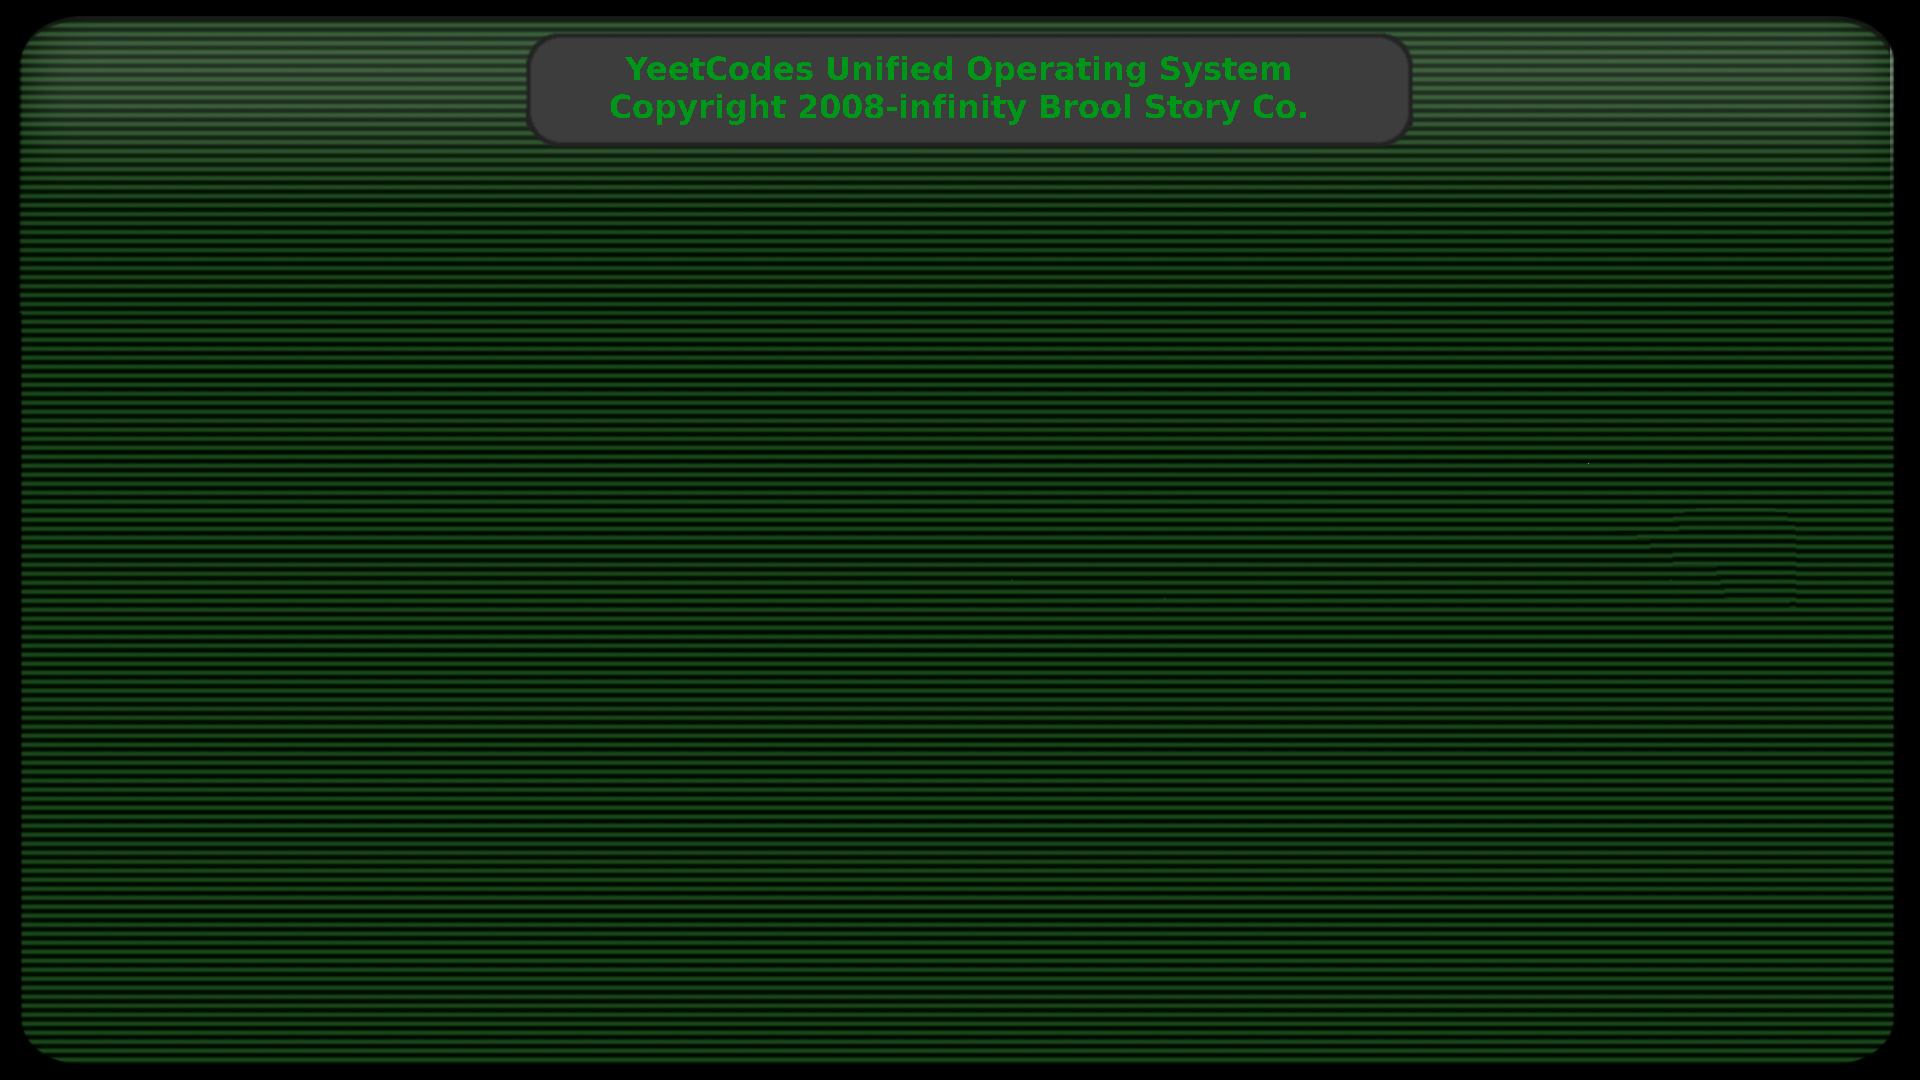 YeetCodes Unified Operating System
Copyright 2008-infinity Brool Story Co.